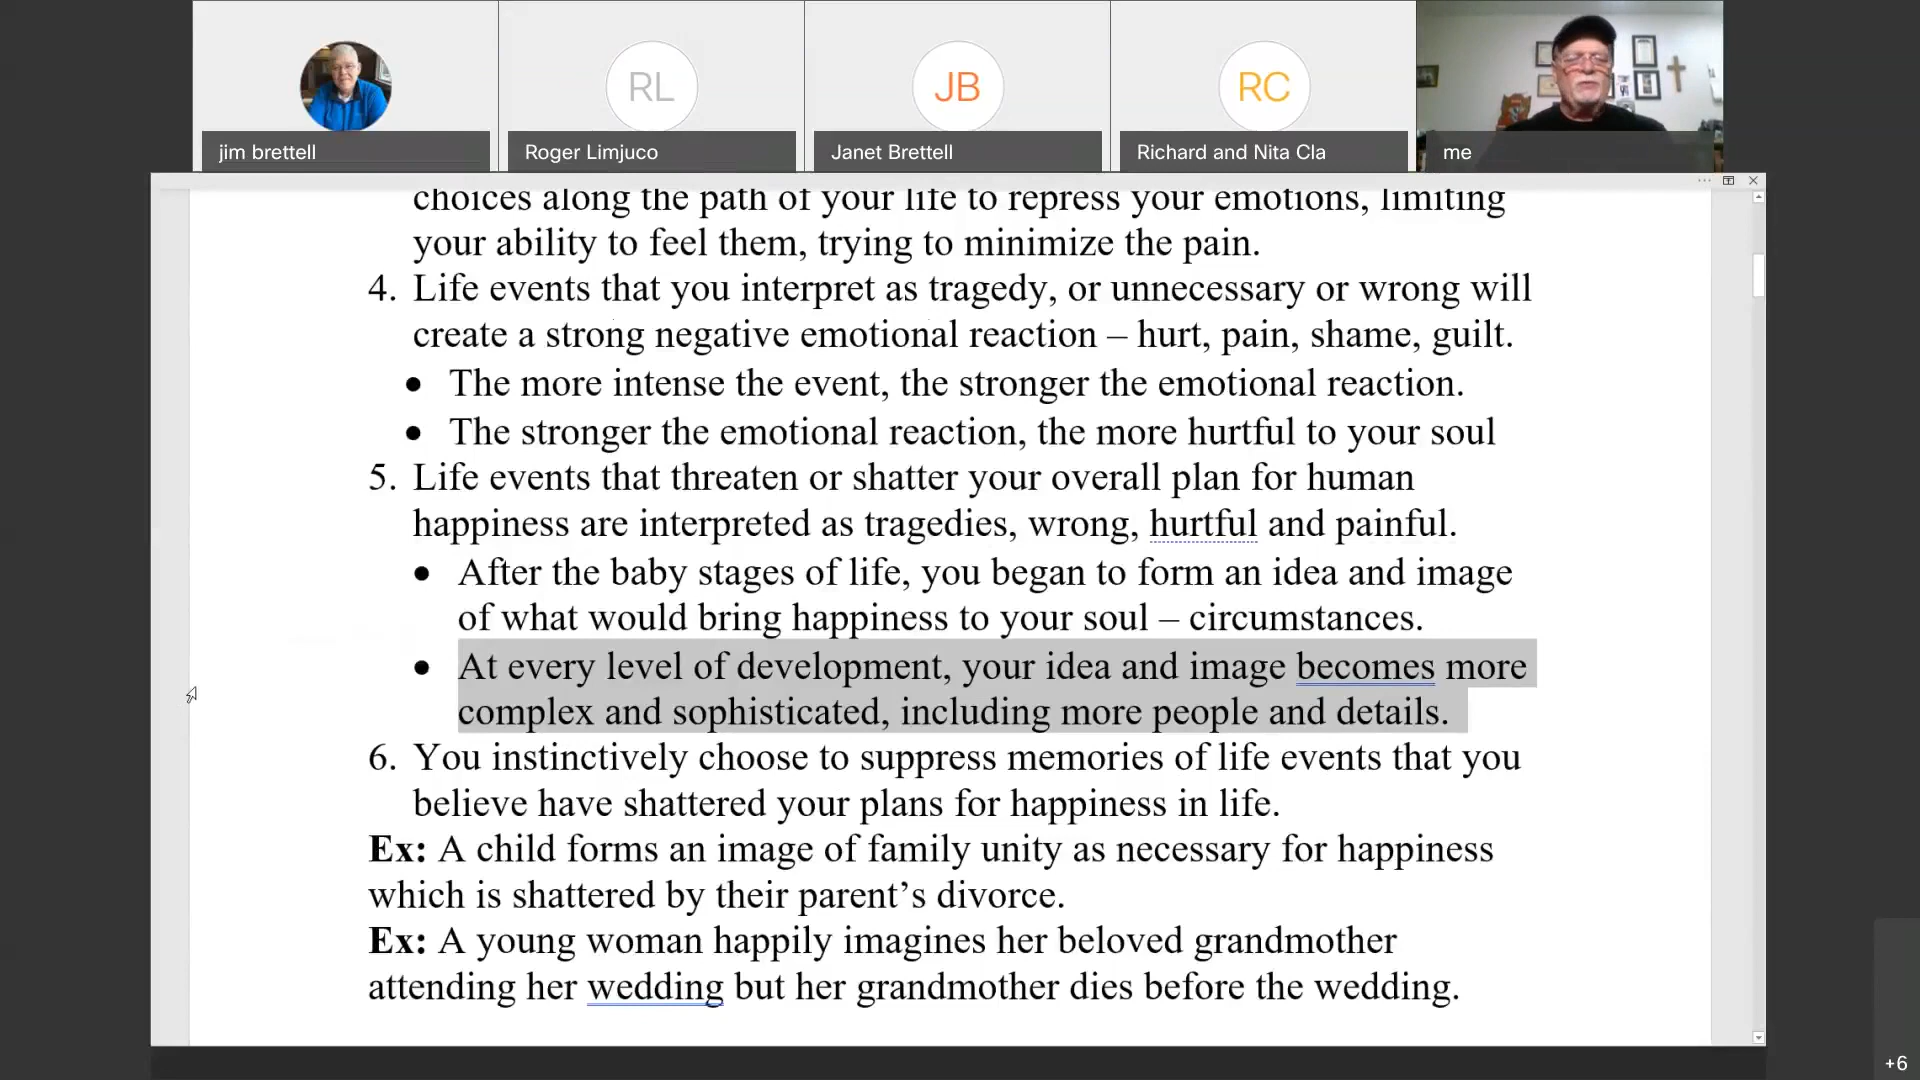 RL
JB
RC
jim brettell
Roger Limjuco
Janet Brettell
Richard and Nita Cla
me
choices along the path of your life to repress your emotions, limiting
your ability to feel them, trying to minimize the pain.
4. Life events that you interpret as tragedy, or unnecessary or wrong will
create a strong negative emotional reaction – hurt, pain, shame, guilt.
• The more intense the event, the stronger the emotional reaction.
• The stronger the emotional reaction, the more hurtful to your soul
5. Life events that threaten or shatter your overall plan for human
happiness are interpreted as tragedies, wrong, hurtful and painful.
• After the baby stages of life, you began to form an idea and image
of what would bring happiness to your soul – circumstances.
• At every level of development, your idea and image becomes more
complex and sophisticated, including more people and details.
6. You instinctively choose to suppress memories of life events that you
believe have shattered your plans for happiness in life.
Ex: A child forms an image of family unity as necessary for happiness
which is shattered by their parent’s divorce.
Ex: A young woman happily imagines her beloved grandmother
attending her wedding but her grandmother dies before the wedding.
+6